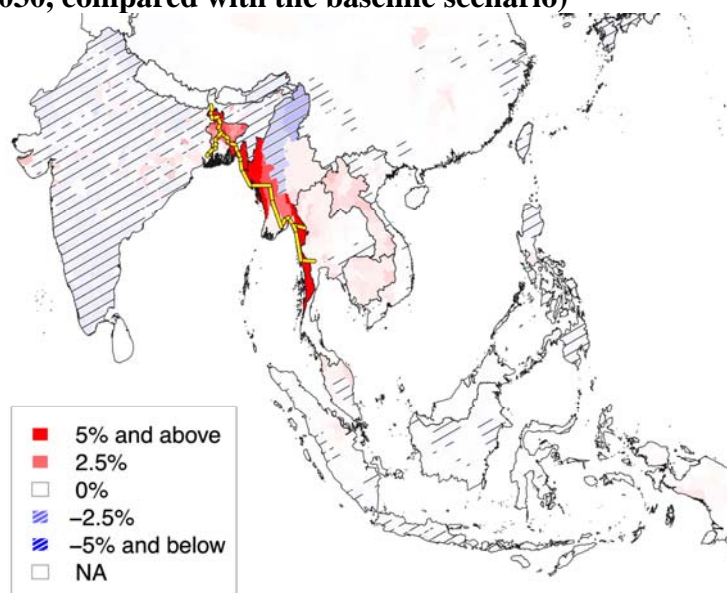 2030, compared with the baseline scenario)
5% and above
2.5%
0%
−2.5%
−5% and below
NA